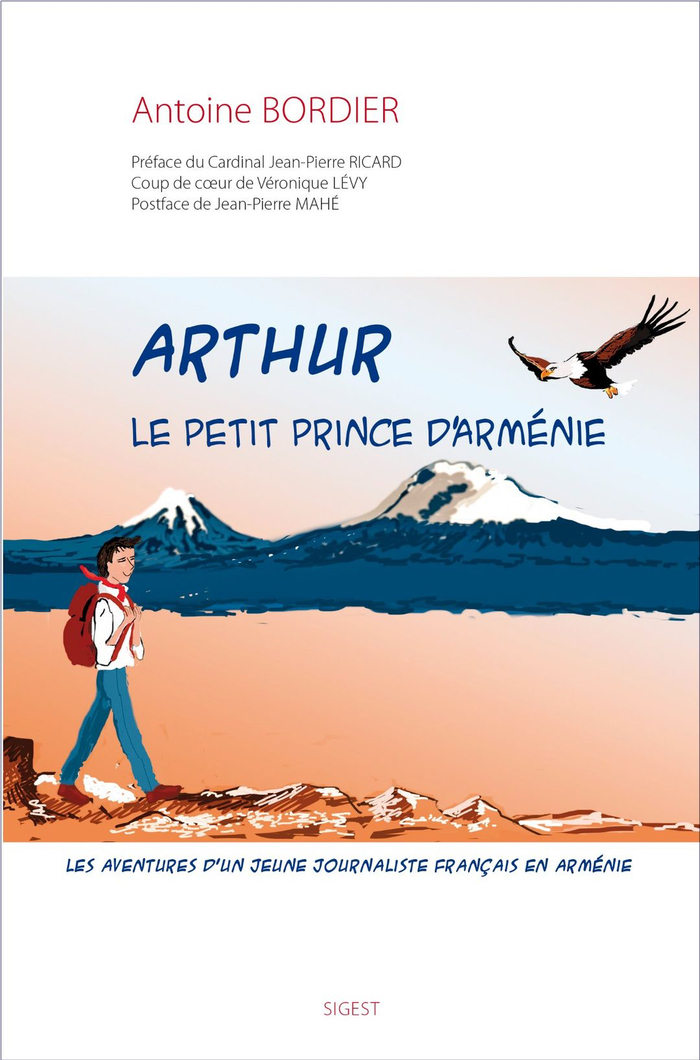 Antoine BORDIER
Préface du Cardinal Jean-Pierre RICARD
Coup de cœur de Véronique LÉVY
Postface de Jean-Pierre MAHÉ
ARTHUR
LE PETIT PRINCE D'ARMÉNIE
LES AVENTURES D'UN JEUNE JOURNALISTE FRANÇAIS EN ARMÉNIE
SIGEST